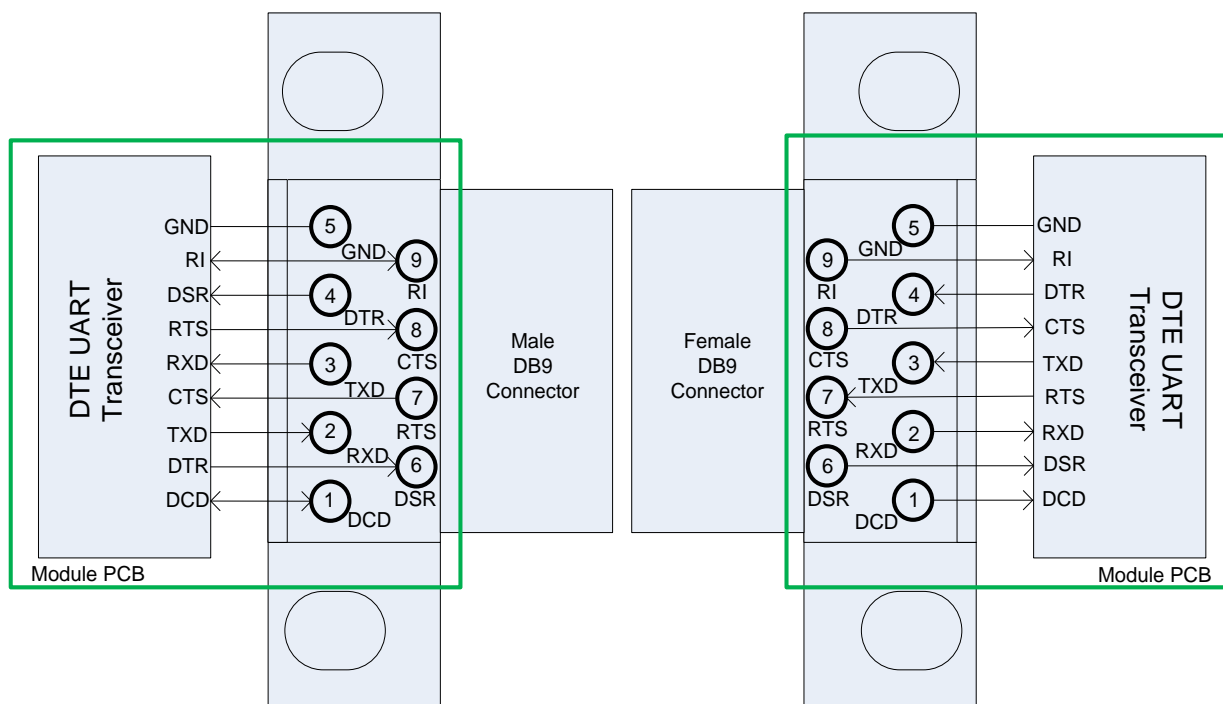 DTE UART
Transceiver
GND
RI
DSR
RTS
RXD
CTS
TXD
DTR
DCD
Module PCB
5
GND
9
RI
4
DTR
8
CTS
3
TXD
7
RTS
2
RXD
6
DSR
1
DCD
Male
DB9
Connector
Female
DB9
Connector
5
GND
9
RI
4
DTR
8
CTS
3
TXD
7
RTS
2
RXD
6
DSR
1
DCD
GND
RI
DTR
CTS
TXD
RTS
RXD
DSR
DCD
DTE UART
Transceiver
Module PCB